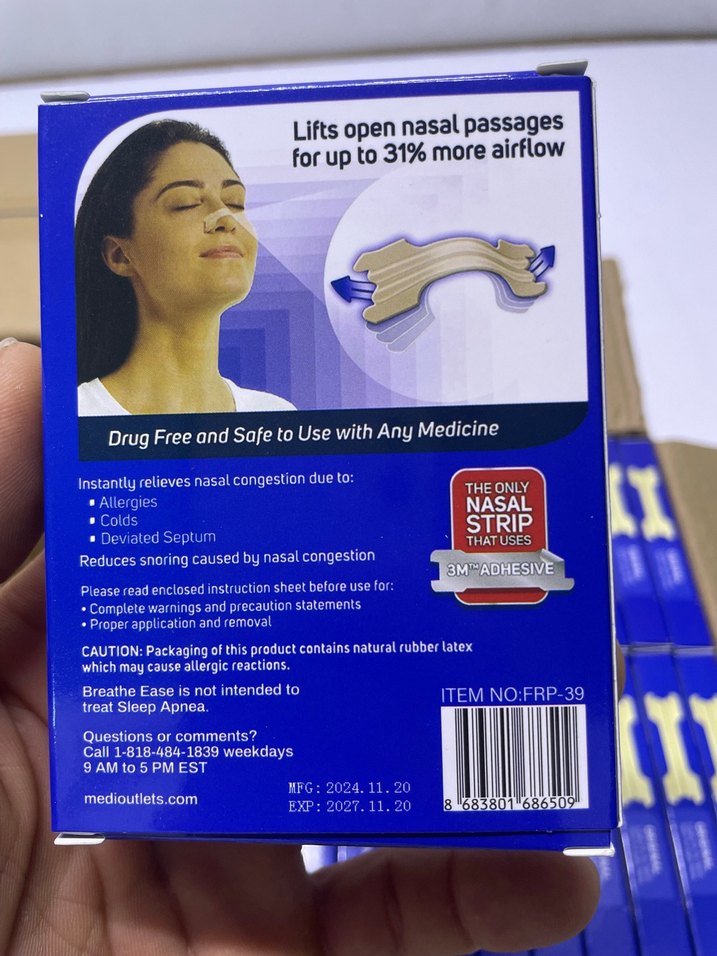 Lifts open nasal passages
for up to 31% more airflow
Drug Free and Safe to Use with Any Medicine
Instantly relieves nasal congestion due to:
▪ Allergies
▪ Colds
▪ Deviated Septum
Reduces snoring caused by nasal congestion
Please read enclosed instruction sheet before use for:
• Complete warnings and precaution statements
• Proper application and removal
CAUTION: Packaging of this product contains natural rubber latex
which may cause allergic reactions.
Breathe Ease is not intended to
treat Sleep Apnea.
Questions or comments?
Call 1-818-484-1839 weekdays
9 AM to 5 PM EST
medioutlets.com
THE ONLY
NASAL
STRIP
THAT USES
3M™ ADHESIVE
MFG: 2024.11.20
EXP: 2027.11.20
ITEM NO:FRP-39
8 683801 686509